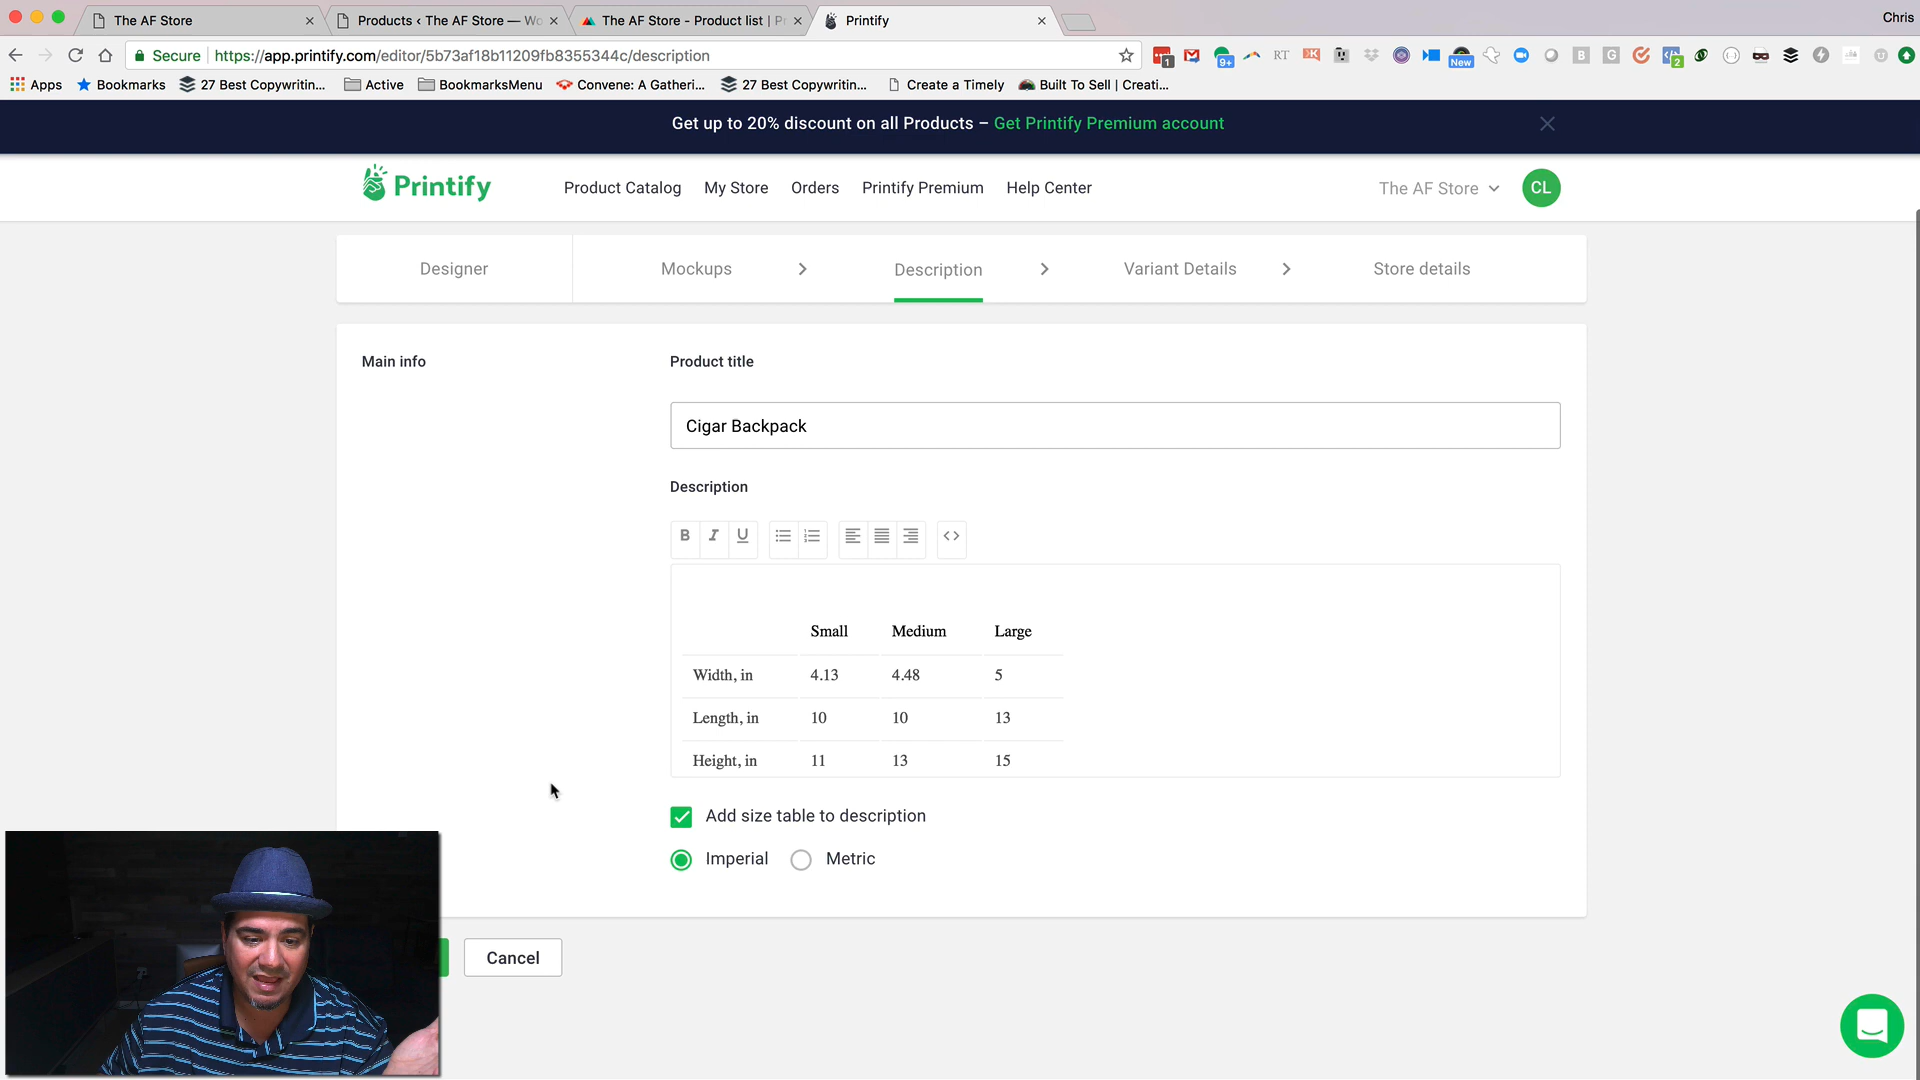 The AF Store
Products ‹ The AF Store — Wo
The AF Store - Product list | P
Printify
Chris
Secure
https://app.printify.com/editor/5b73af18b11209fb8355344c/description
1
9+
RT
New
B
G
2
Apps
Bookmarks
27 Best Copywritin...
Active
BookmarksMenu
Convene: A Gatheri...
27 Best Copywritin...
Create a Timely
Built To Sell | Creati...
Get up to 20% discount on all Products – Get Printify Premium account
Printify
Product Catalog
My Store
Orders
Printify Premium
Help Center
The AF Store
CL
Designer
Mockups
Description
Variant Details
Store details
Main info
Product title
Cigar Backpack
Description
B I U
<>
Small Medium Large
Width, in 4.13 4.48 5
Length, in 10 10 13
Height, in 11 13 15
Add size table to description
Imperial
Metric
Cancel